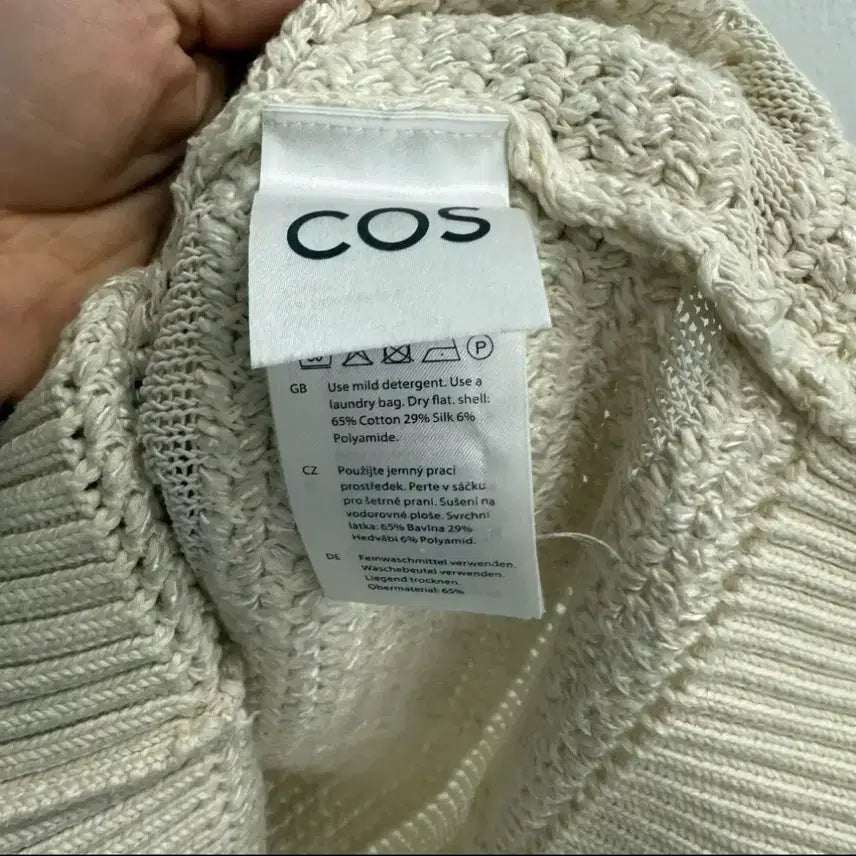 COS
P
GB Use mild detergent. Use a
laundry bag. Dry flat. shell:
65% Cotton 29% Silk 6%
Polyamide.
CZ Použijte jemný prací
prostředek. Perte v sáčku
pro šetrné praní. Sušení na
vodorovné ploše. Svrchní
látka: 65% Bavlna 29%
Hedvábí 6% Polyamid.
DE Feinwaschmittel verwenden.
Wäschebeutel verwenden.
Liegend trocknen.
Obermaterial: 65%